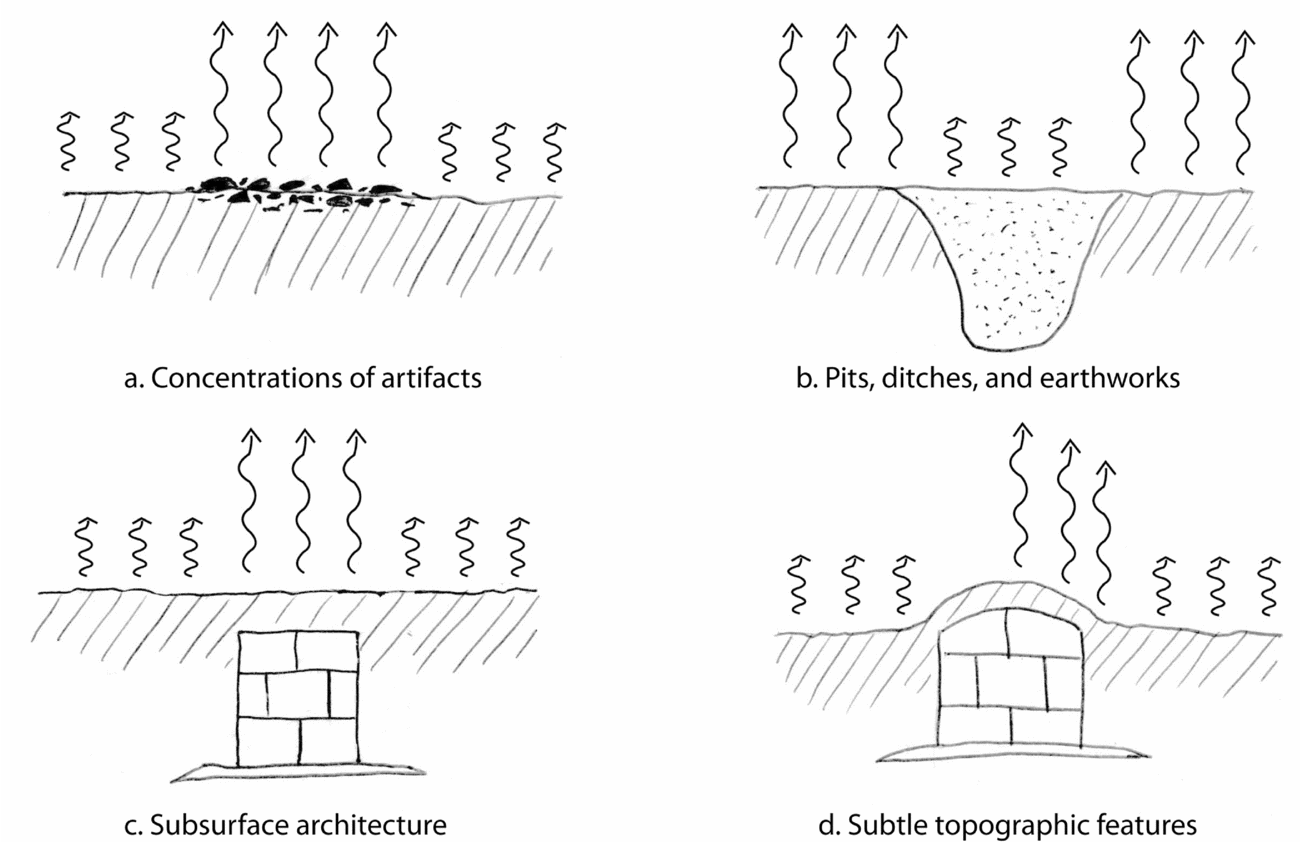 a. Concentrations of artifacts
b. Pits, ditches, and earthworks
c. Subsurface architecture
d. Subtle topographic features